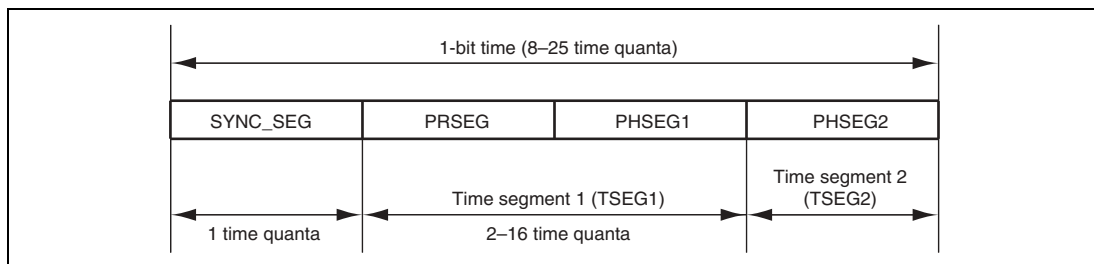 1-bit time (8–25 time quanta)
SYNC_SEG PRSEG PHSEG1 PHSEG2
Time segment 1 (TSEG1)
Time segment 2
(TSEG2)
1 time quanta
2–16 time quanta